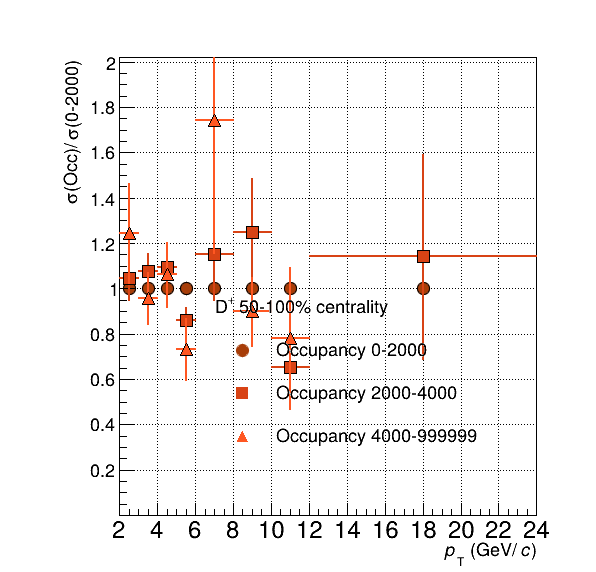 σ(Occ)/ σ(0-2000)
2
1.8
1.6
1.4
1.2
1
0.8
0.6
0.4
0.2
D+ 50-100% centrality
Occupancy 0-2000
Occupancy 2000-4000
Occupancy 4000-999999
2 4 6 8 10 12 14 16 18 20 22 24
pT (GeV/c)